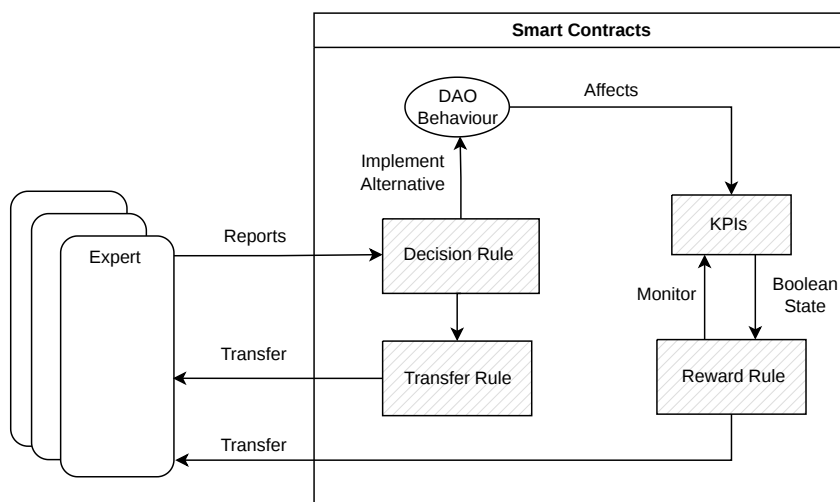 Smart Contracts
DAO
Behaviour
Affects
Implement
Alternative
Expert
Reports
Decision Rule
KPIs
Monitor
Boolean
State
Transfer
Transfer Rule
Reward Rule
Transfer